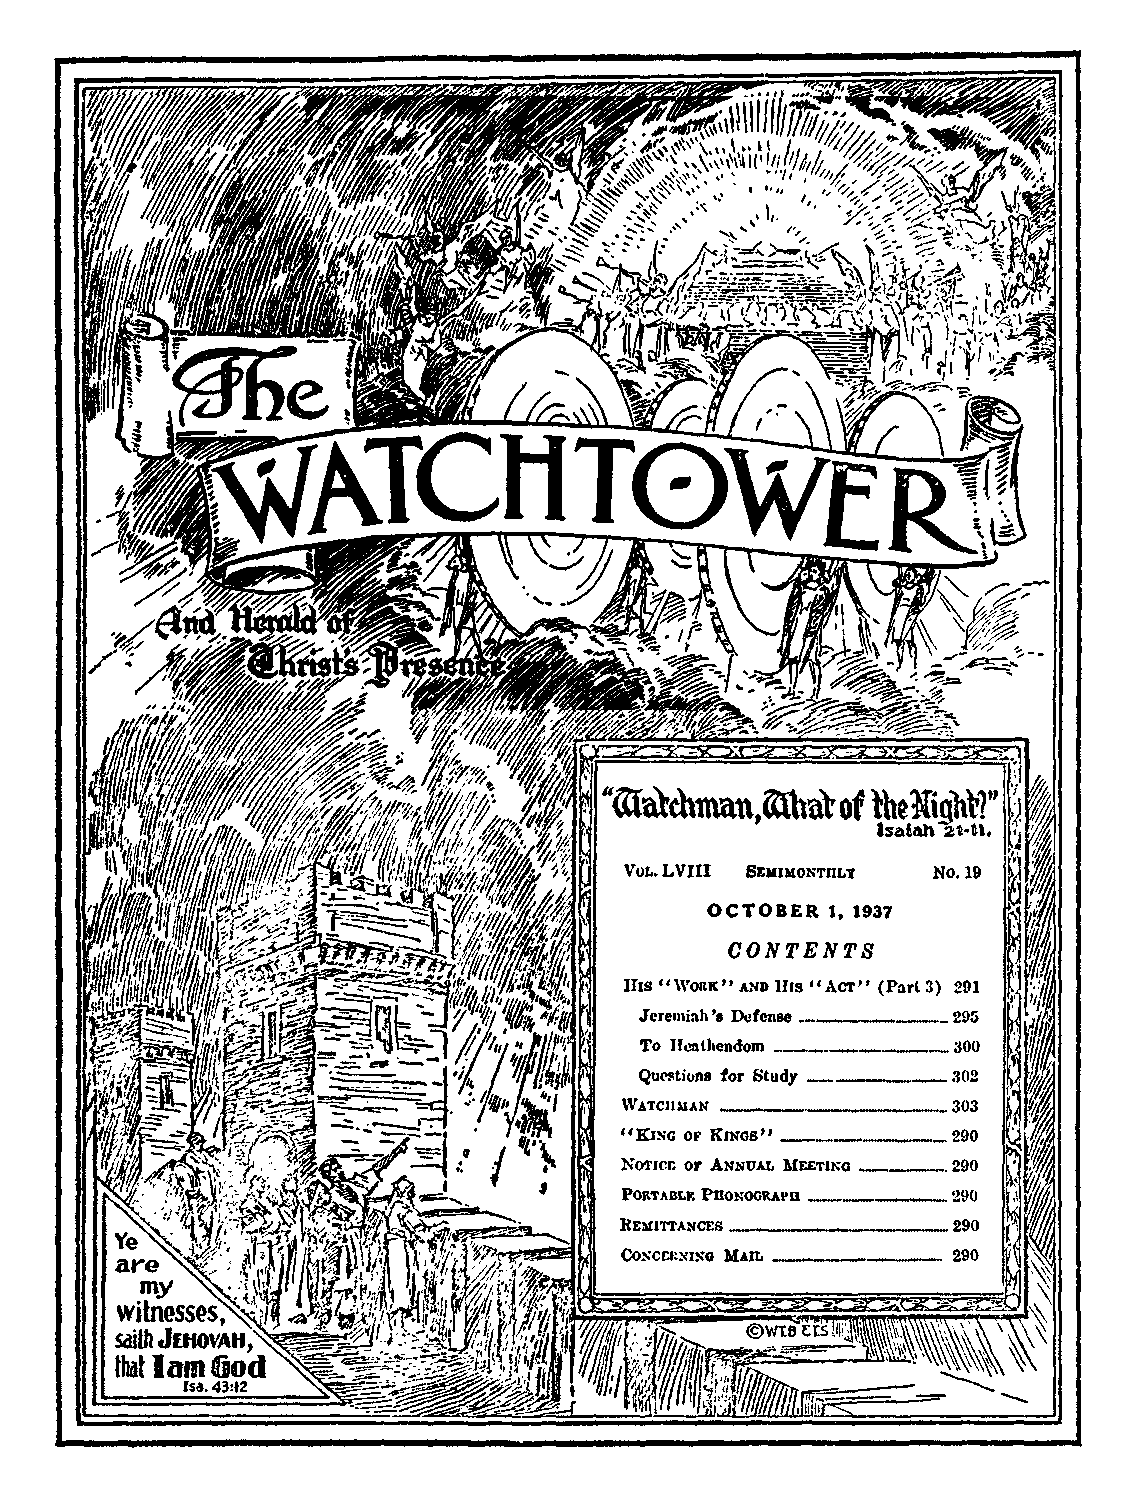 The
WATCHTOWER
And Herald of
Christ's Presence
"Watchman, What of the Night?"
Isaiah 21-11.
VOL. LVIII SEMIMONTHLY No. 19
OCTOBER 1, 1937
CONTENTS
HIS "WORK" AND HIS "ACT" (Part 3) 291
Jeremiah's Defense 295
To Heathendom 300
Questions for Study 302
WATCHMAN 303
"KING OF KINGS" 290
NOTICE OF ANNUAL MEETING 290
PORTABLE PHONOGRAPH 290
REMITTANCES 290
CONCERNING MAIL 290
Ye
are
my
witnesses,
saith JEHOVAH,
that I am God
Isa. 43:12
©W.T.B & T.S